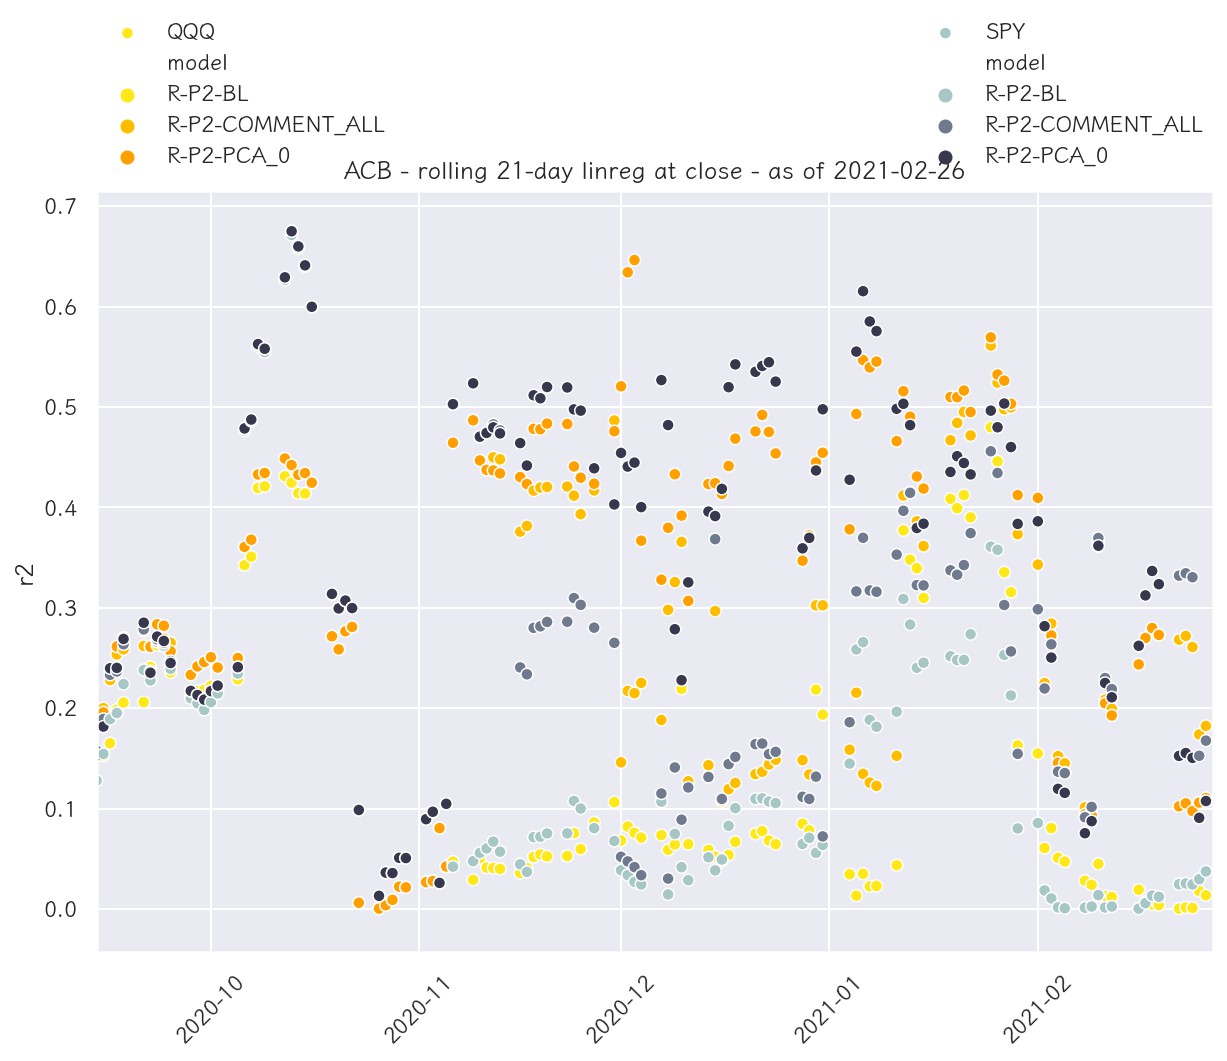 QQQ
model
R-P2-BL
R-P2-COMMENT_ALL
R-P2-PCA_0
SPY
model
R-P2-BL
R-P2-COMMENT_ALL
R-P2-PCA_0
ACB - rolling 21-day linreg at close - as of 2021-02-26
0.7
0.6
0.5
0.4
0.3
0.2
0.1
0.0
r2
2020-10
2020-11
2020-12
2021-01
2021-02